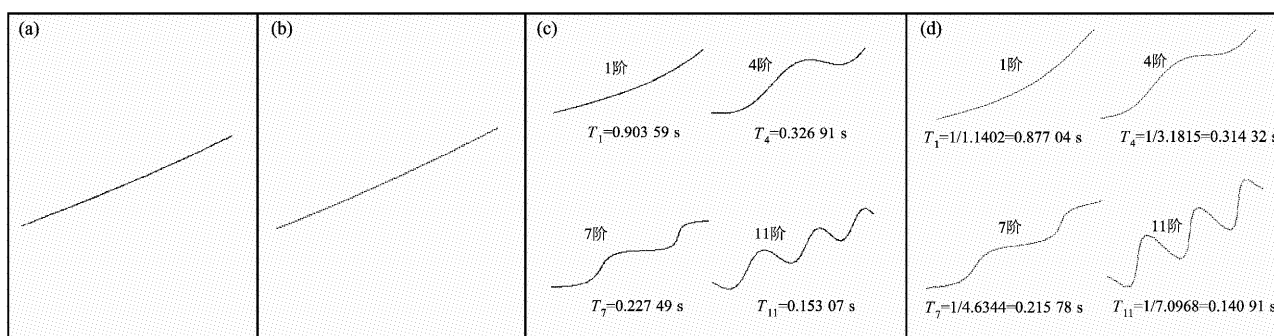 (a)
(b)
(c)
1阶
4阶
T₁=0.903 59 s
T₄=0.326 91 s
7阶
11阶
T₇=0.227 49 s
T₁₁=0.153 07 s
(d)
1阶
4阶
T₁=1/1.1402=0.877 04 s
T₄=1/3.1815=0.314 32 s
7阶
11阶
T₇=1/4.6344=0.215 78 s
T₁₁=1/7.0968=0.140 91 s